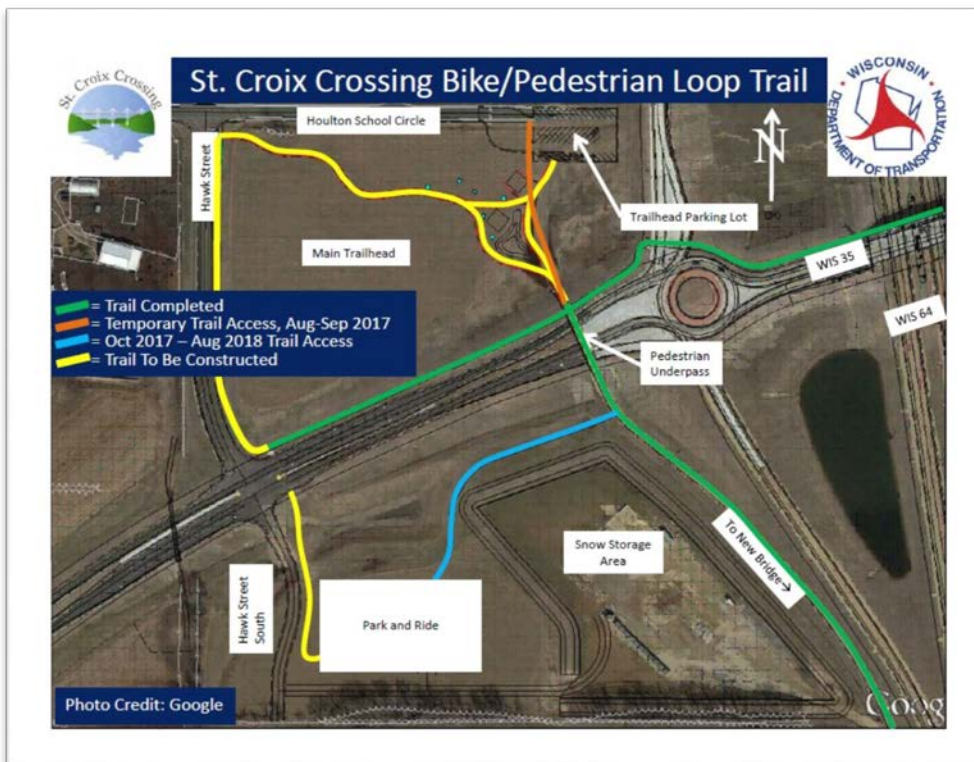 St. Croix Crossing Bike/Pedestrian Loop Trail
St. Croix Crossing
WISCONSIN
DEPARTMENT OF TRANSPORTATION
Houlton School Circle
N
Hawk Street
Trailhead Parking Lot
Main Trailhead
WIS 35
WIS 64
= Trail Completed
= Temporary Trail Access, Aug-Sep 2017
= Oct 2017 – Aug 2018 Trail Access
= Trail To Be Constructed
Pedestrian
Underpass
To New Bridge→
Snow Storage
Area
Hawk Street
South
Park and Ride
Photo Credit: Google
Goog